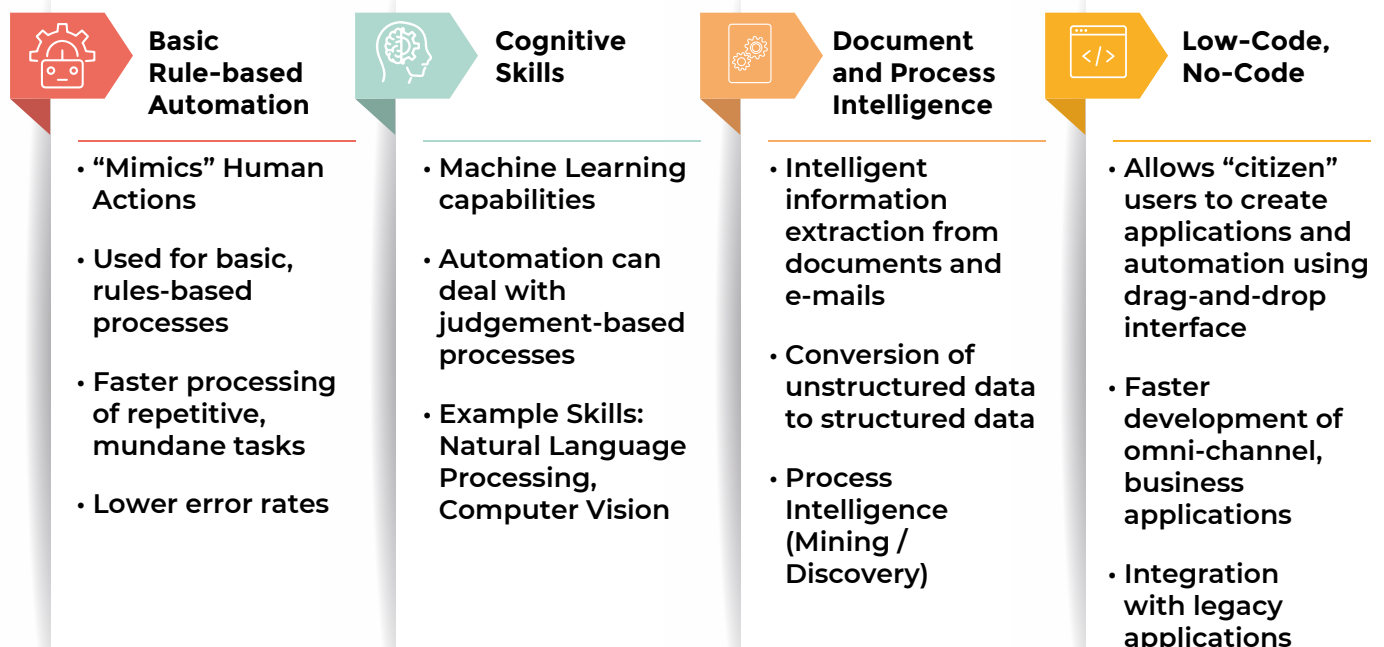 Basic
Rule-based
Automation
• “Mimics” Human
Actions
• Used for basic,
rules-based
processes
• Faster processing
of repetitive,
mundane tasks
• Lower error rates
Cognitive
Skills
• Machine Learning
capabilities
• Automation can
deal with
judgement-based
processes
• Example Skills:
Natural Language
Processing,
Computer Vision
Document
and Process
Intelligence
• Intelligent
information
extraction from
documents and
e-mails
• Conversion of
unstructured data
to structured data
• Process
Intelligence
(Mining /
Discovery)
</>
Low-Code,
No-Code
• Allows “citizen”
users to create
applications and
automation using
drag-and-drop
interface
• Faster
development of
omni-channel,
business
applications
• Integration
with legacy
applications